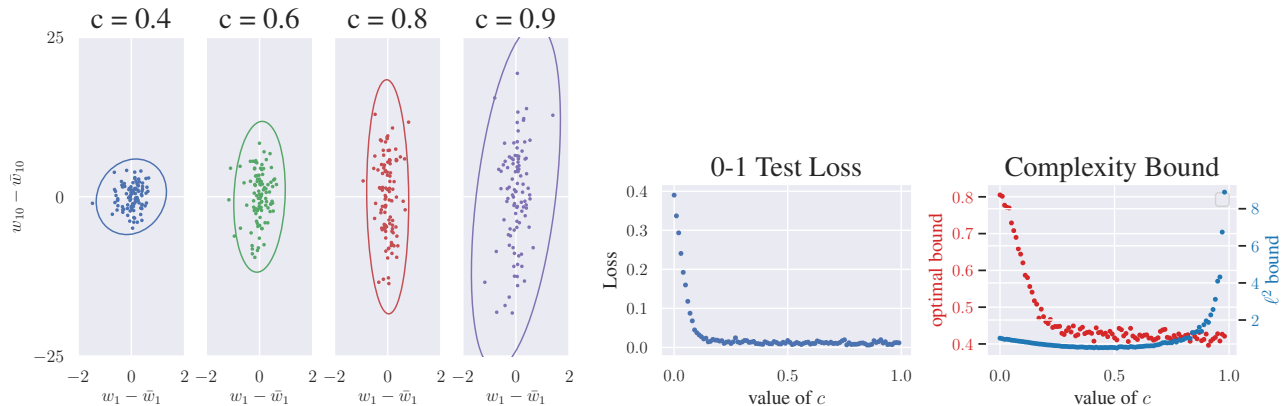 c = 0.4
c = 0.6
c = 0.8
c = 0.9
25
0
−25
w₁₀ − w̄₁₀
−2 0 2
−2 0 2
−2 0 2
−2 0 2
w₁ − w̄₁
w₁ − w̄₁
w₁ − w̄₁
w₁ − w̄₁
0-1 Test Loss
0.4
0.3
0.2
0.1
0.0
Loss
0.0 0.5 1.0
value of c
Complexity Bound
0.8
0.7
0.6
0.5
0.4
optimal bound
8
6
4
2
ℓ² bound
0.0 0.5 1.0
value of c